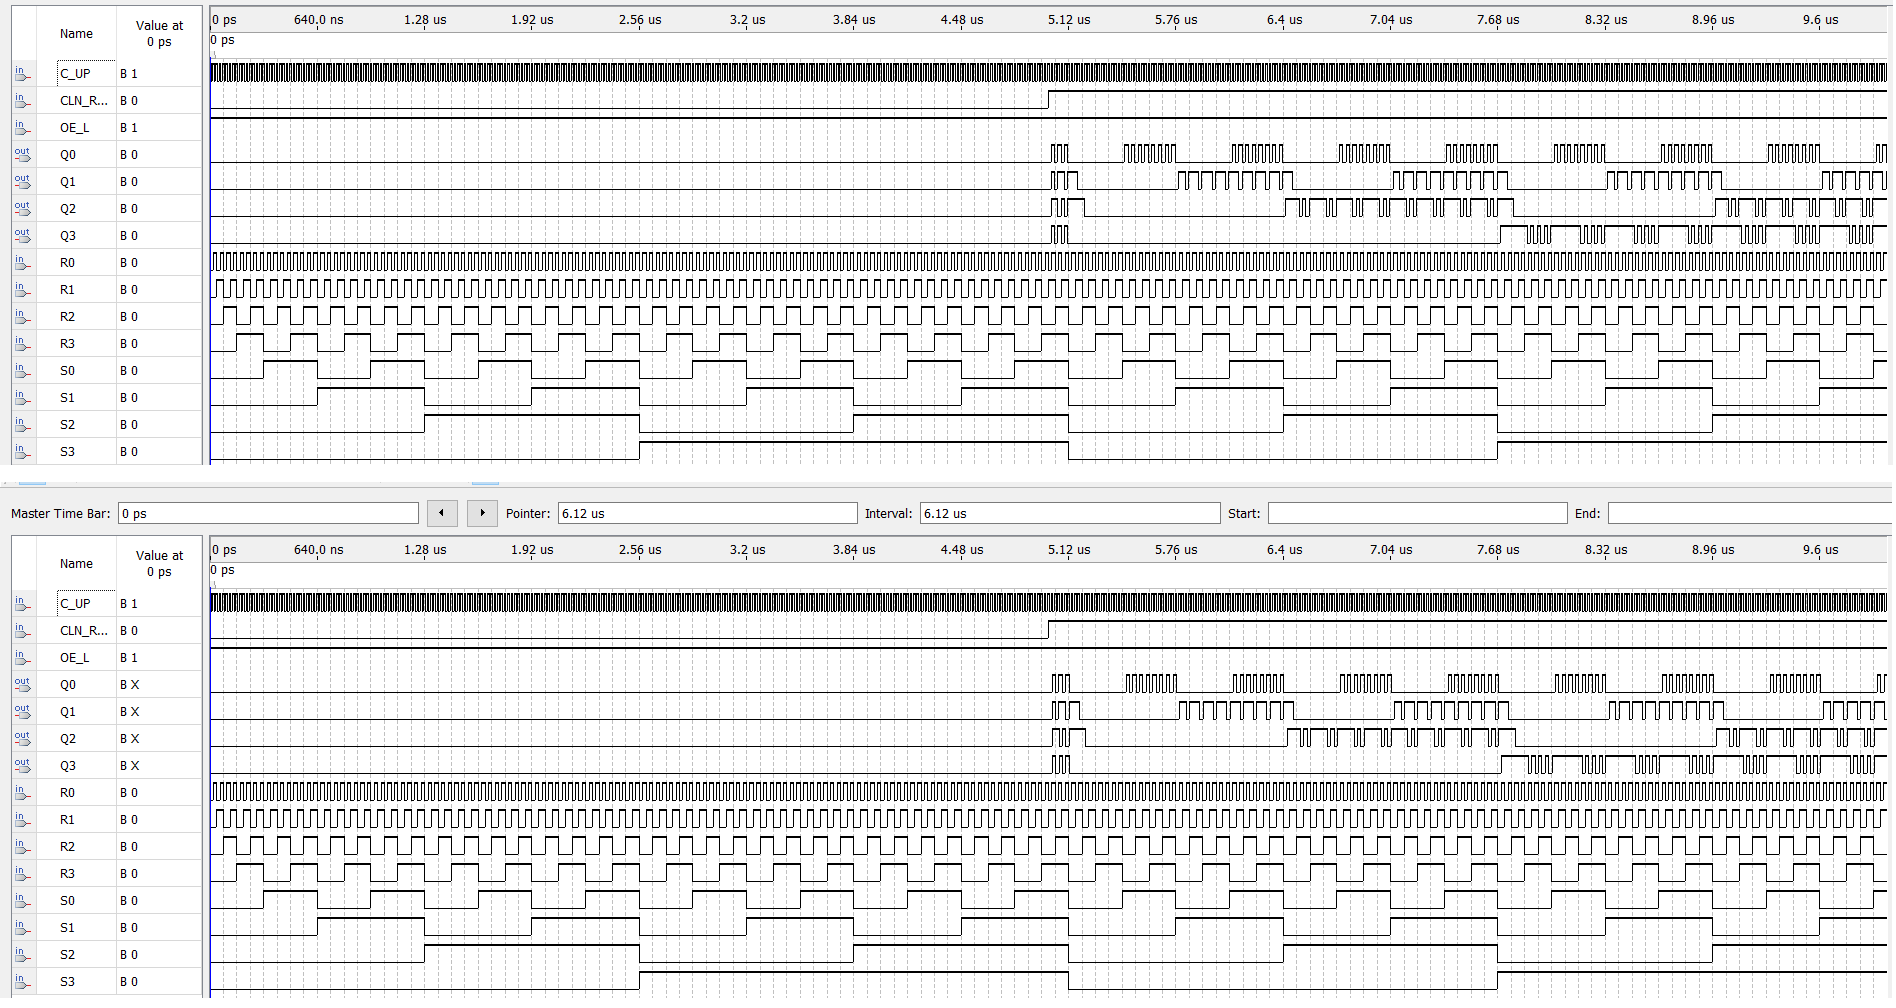 Name Value at 0 ps 0 ps 640.0 ns 1.28 us 1.92 us 2.56 us 3.2 us 3.84 us 4.48 us 5.12 us 5.76 us 6.4 us 7.04 us 7.68 us 8.32 us 8.96 us 9.6 us
0 ps
in C_UP B 1
in CLN_R... B 0
in OE_L B 1
out Q0 B 0
out Q1 B 0
out Q2 B 0
out Q3 B 0
in R0 B 0
in R1 B 0
in R2 B 0
in R3 B 0
in S0 B 0
in S1 B 0
in S2 B 0
in S3 B 0
Master Time Bar: 0 ps Pointer: 6.12 us Interval: 6.12 us Start: End:
Name Value at 0 ps 0 ps 640.0 ns 1.28 us 1.92 us 2.56 us 3.2 us 3.84 us 4.48 us 5.12 us 5.76 us 6.4 us 7.04 us 7.68 us 8.32 us 8.96 us 9.6 us
0 ps
in C_UP B 1
in CLN_R... B 0
in OE_L B 1
out Q0 B X
out Q1 B X
out Q2 B X
out Q3 B X
in R0 B 0
in R1 B 0
in R2 B 0
in R3 B 0
in S0 B 0
in S1 B 0
in S2 B 0
in S3 B 0